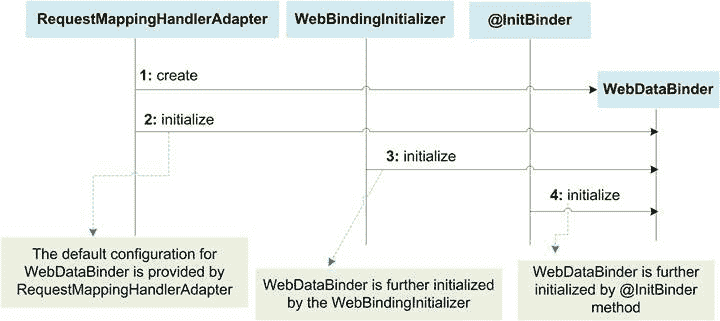 RequestMappingHandlerAdapter
WebBindingInitializer
@InitBinder
1: create
WebDataBinder
2: initialize
3: initialize
4: initialize
The default configuration for
WebDataBinder is provided by
RequestMappingHandlerAdapter
WebDataBinder is further initialized
by the WebBindingInitializer
WebDataBinder is further
initialized by @InitBinder
method